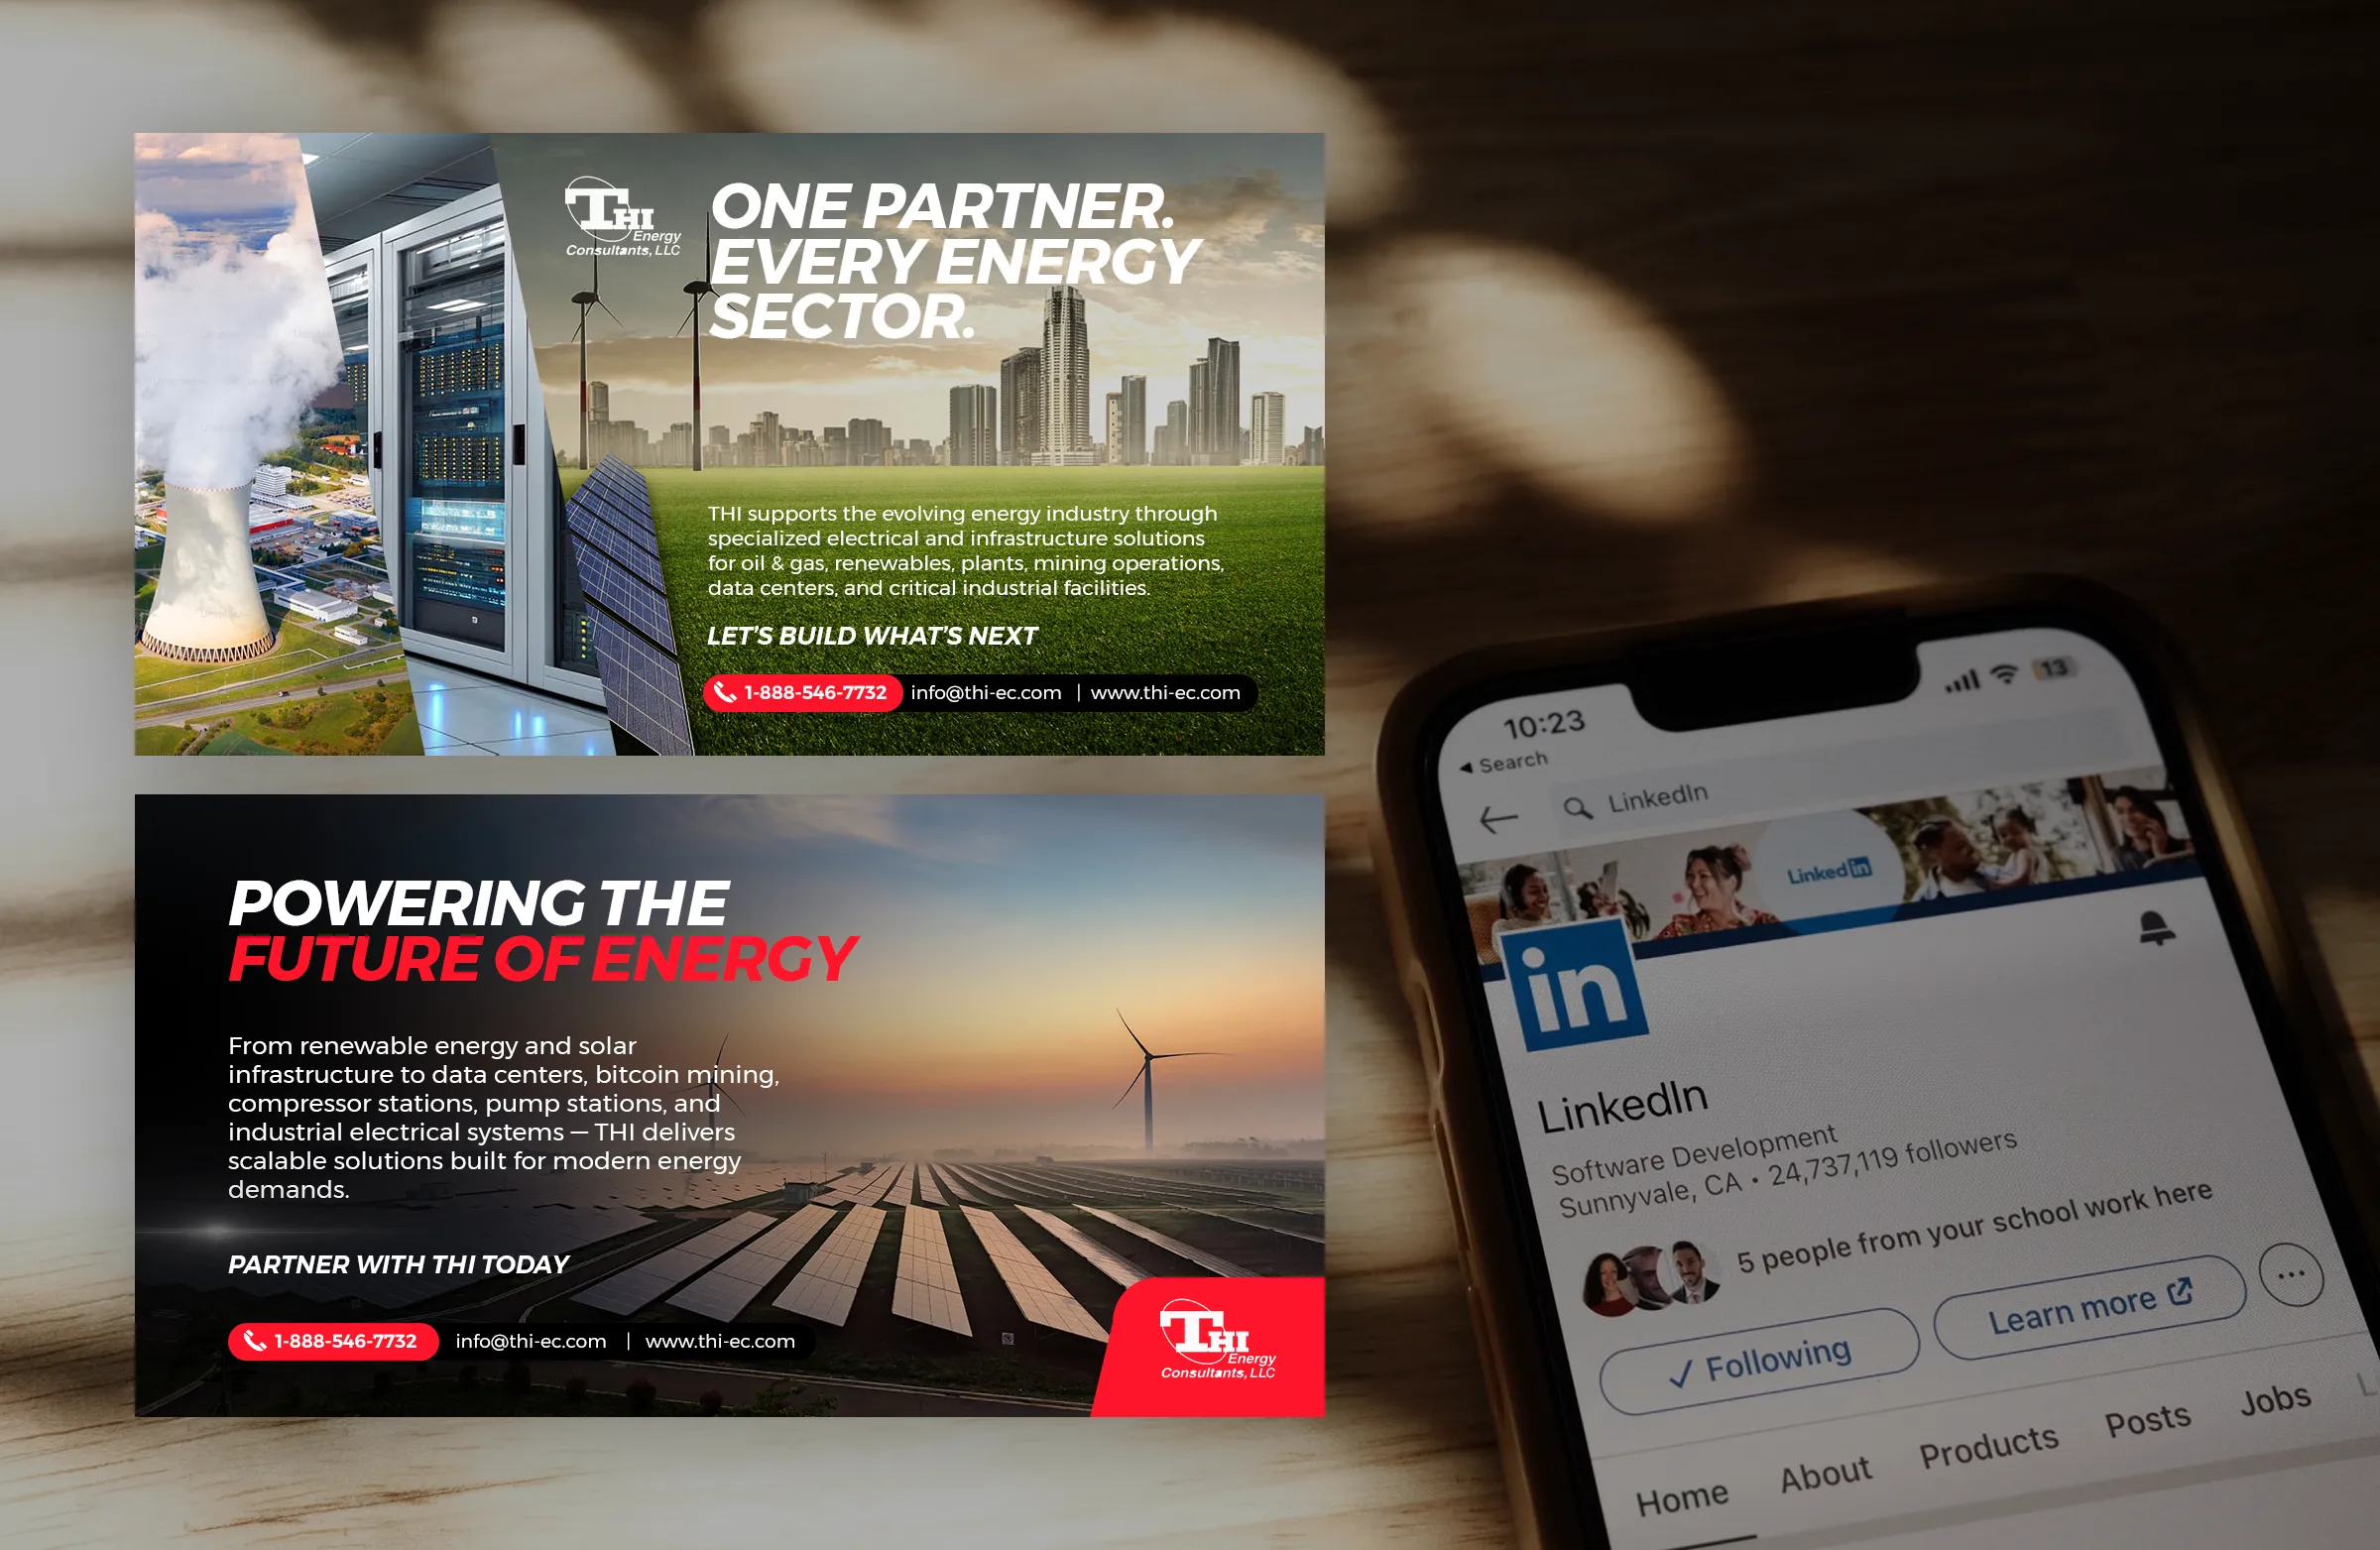 THI
Energy
Consultants, LLC
ONE PARTNER.
EVERY ENERGY
SECTOR.
THI supports the evolving energy industry through
specialized electrical and infrastructure solutions
for oil & gas, renewables, plants, mining operations,
data centers, and critical industrial facilities.
LET'S BUILD WHAT'S NEXT
1-888-546-7732 info@thi-ec.com | www.thi-ec.com
POWERING THE
FUTURE OF ENERGY
From renewable energy and solar
infrastructure to data centers, bitcoin mining,
compressor stations, pump stations, and
industrial electrical systems — THI delivers
scalable solutions built for modern energy
demands.
PARTNER WITH THI TODAY
1-888-546-7732 info@thi-ec.com | www.thi-ec.com
THI
Energy
Consultants, LLC
10:23
13
Search
LinkedIn
Linked in
in
LinkedIn
Software Development
Sunnyvale, CA • 24,737,119 followers
5 people from your school work here
Following
Learn more
Home About Products Posts Jobs